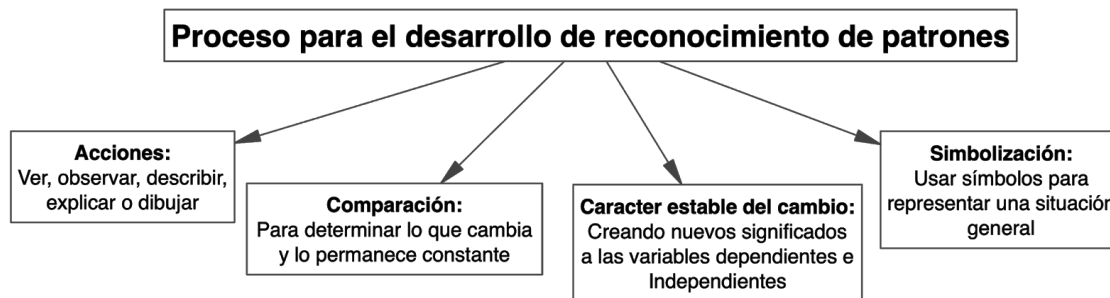 Proceso para el desarrollo de reconocimiento de patrones
Acciones:
Ver, observar, describir,
explicar o dibujar
Comparación:
Para determinar lo que cambia
y lo permanece constante
Caracter estable del cambio:
Creando nuevos significados
a las variables dependientes e
Independientes
Simbolización:
Usar símbolos para
representar una situación
general